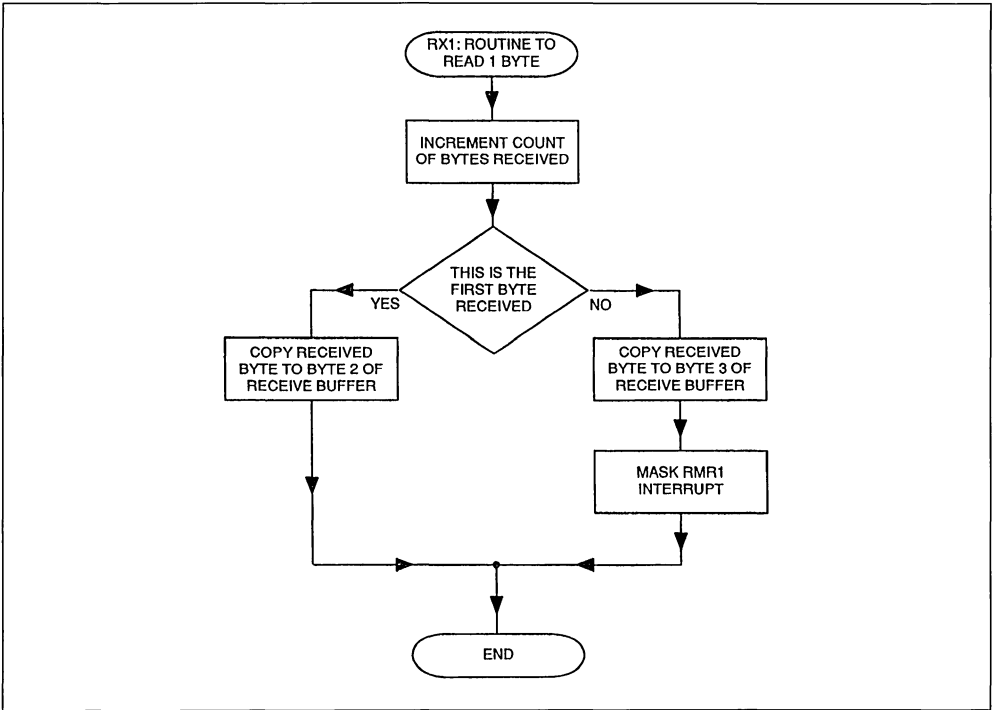 RX1: ROUTINE TO
READ 1 BYTE
INCREMENT COUNT
OF BYTES RECEIVED
THIS IS THE
FIRST BYTE
RECEIVED
YES
NO
COPY RECEIVED
BYTE TO BYTE 2 OF
RECEIVE BUFFER
COPY RECEIVED
BYTE TO BYTE 3 OF
RECEIVE BUFFER
MASK RMR1
INTERRUPT
END